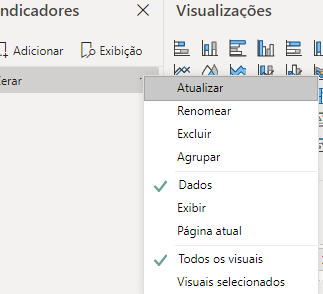 ndicadores
Visualizações
Adicionar
Exibição
erar
Atualizar
Renomear
Excluir
Agrupar
Dados
Exibir
Página atual
Todos os visuais
Visuais selecionados